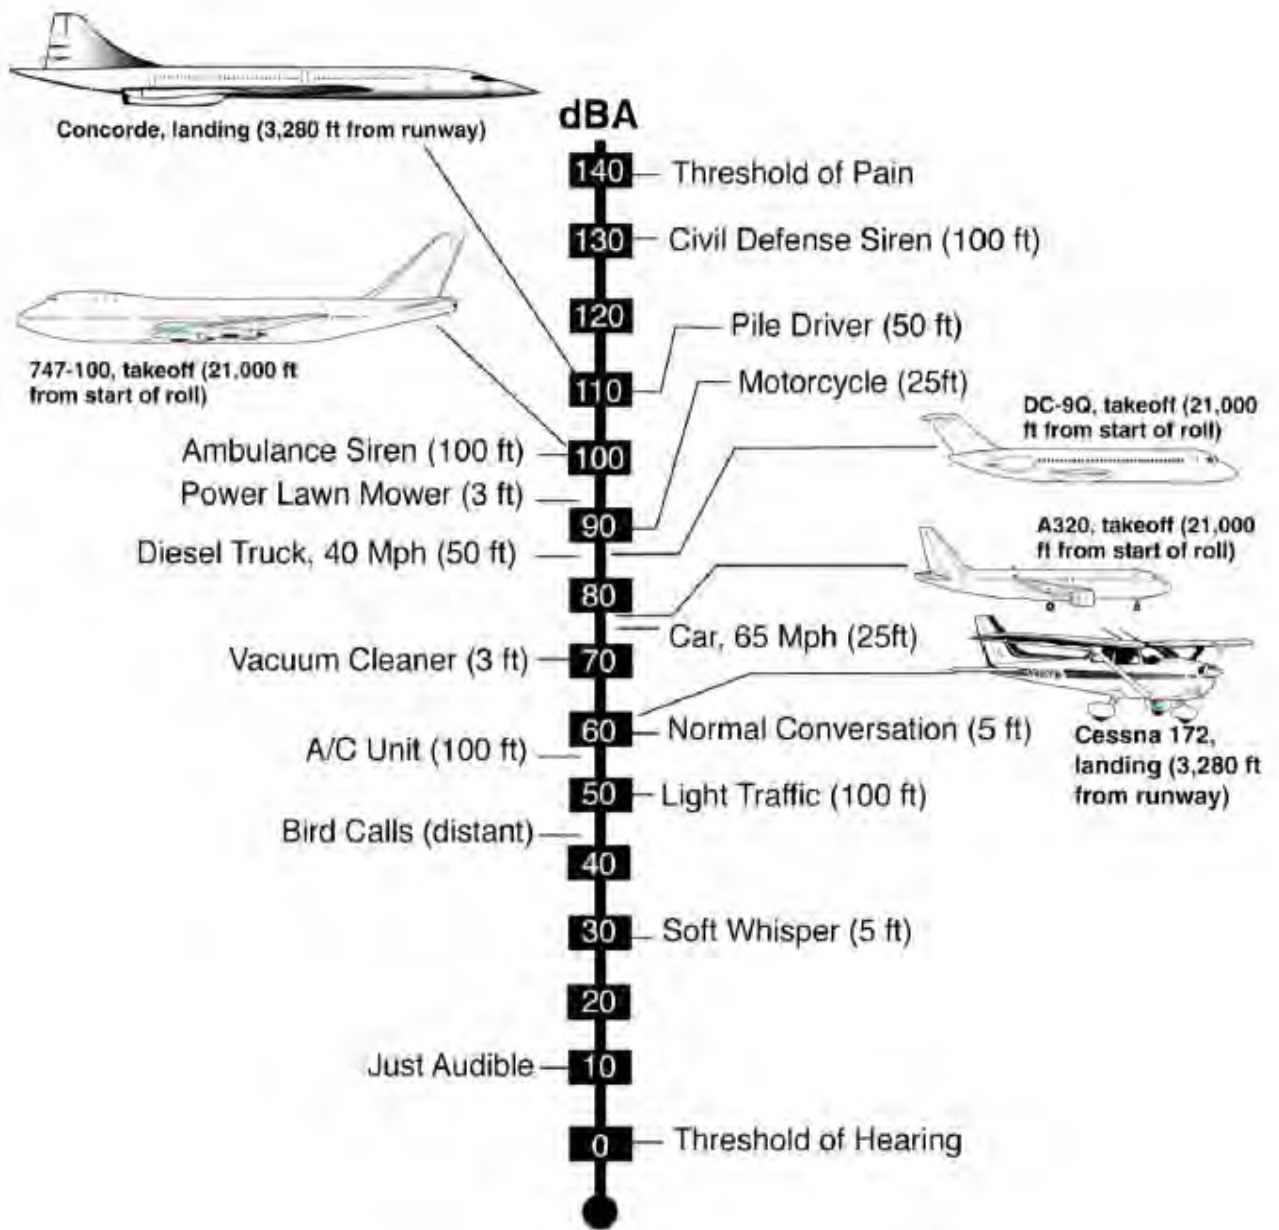 dBA
Concorde, landing (3,280 ft from runway)
140
Threshold of Pain
130
Civil Defense Siren (100 ft)
120
Pile Driver (50 ft)
747-100, takeoff (21,000 ft
from start of roll)
110
Motorcycle (25ft)
DC-9Q, takeoff (21,000
ft from start of roll)
Ambulance Siren (100 ft)
100
Power Lawn Mower (3 ft)
90
A320, takeoff (21,000
ft from start of roll)
Diesel Truck, 40 Mph (50 ft)
80
Car, 65 Mph (25ft)
Vacuum Cleaner (3 ft)
70
60
Normal Conversation (5 ft)
Cessna 172,
landing (3,280 ft
from runway)
A/C Unit (100 ft)
50
Light Traffic (100 ft)
Bird Calls (distant)
40
30
Soft Whisper (5 ft)
20
Just Audible
10
0
Threshold of Hearing